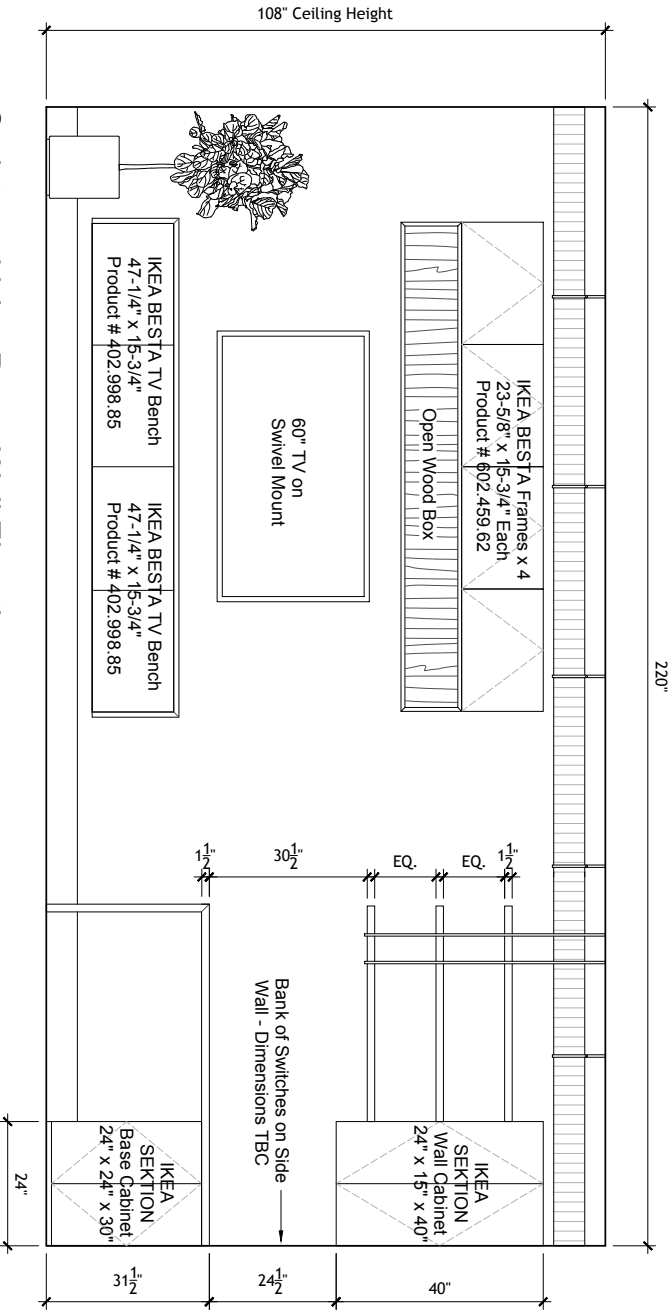 108" Ceiling Height
220"
IKEA BESTA Frames x 4
23-5/8" x 15-3/4" Each
Product # 602.459.62
Open Wood Box
60" TV on
Swivel Mount
IKEA BESTA TV Bench
47-1/4" x 15-3/4"
Product # 402.998.85
IKEA BESTA TV Bench
47-1/4" x 15-3/4"
Product # 402.998.85
1½"
30½"
EQ.
EQ.
1½"
Bank of Switches on Side
Wall - Dimensions TBC
IKEA
SEKTION
Wall Cabinet
24" x 15" x 40"
IKEA
SEKTION
Base Cabinet
24" x 24" x 30"
24"
31½"
24½"
40"